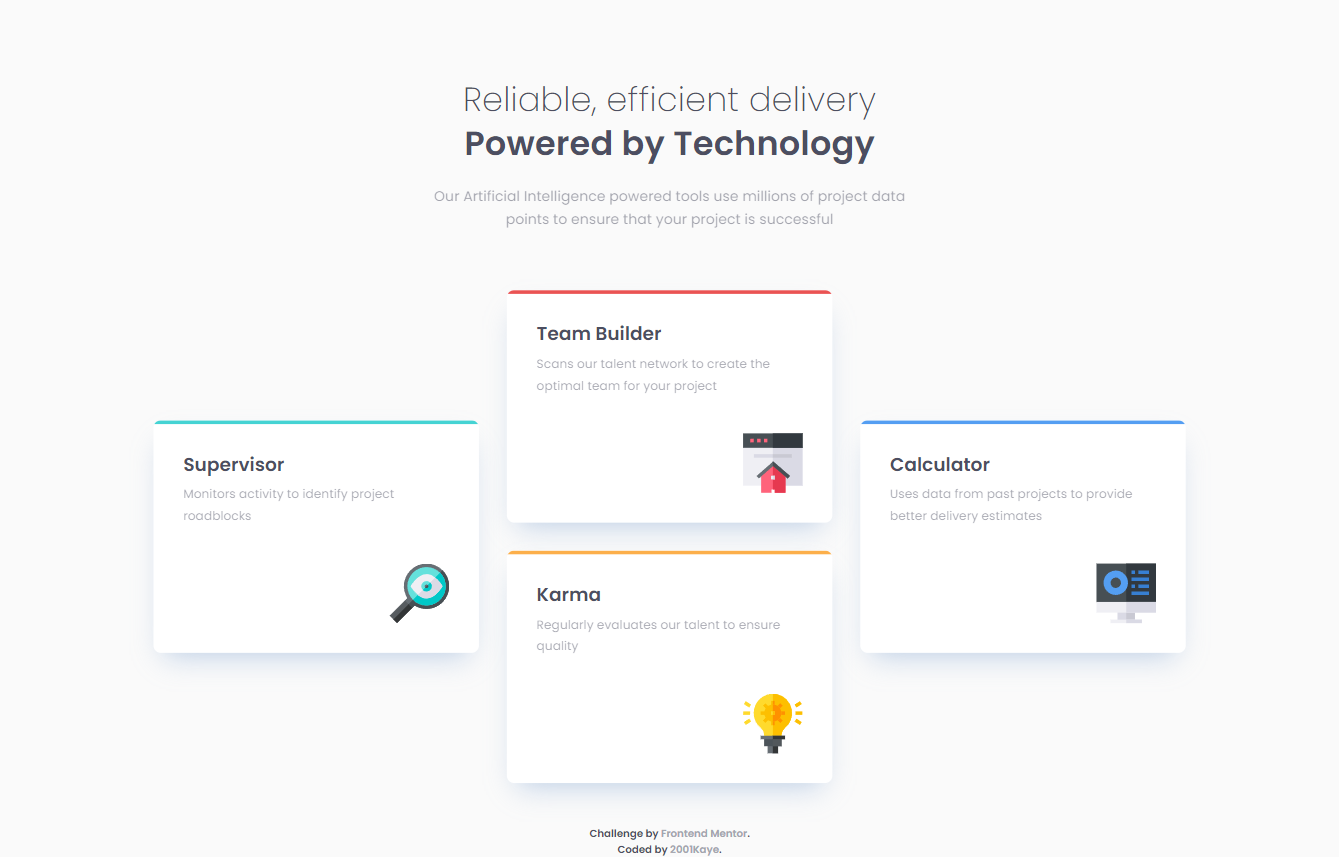 Reliable, efficient delivery
Powered by Technology
Our Artificial Intelligence powered tools use millions of project data
points to ensure that your project is successful
Supervisor
Monitors activity to identify project
roadblocks
Team Builder
Scans our talent network to create the
optimal team for your project
Karma
Regularly evaluates our talent to ensure
quality
Calculator
Uses data from past projects to provide
better delivery estimates
Challenge by Frontend Mentor.
Coded by 2001Kaye.